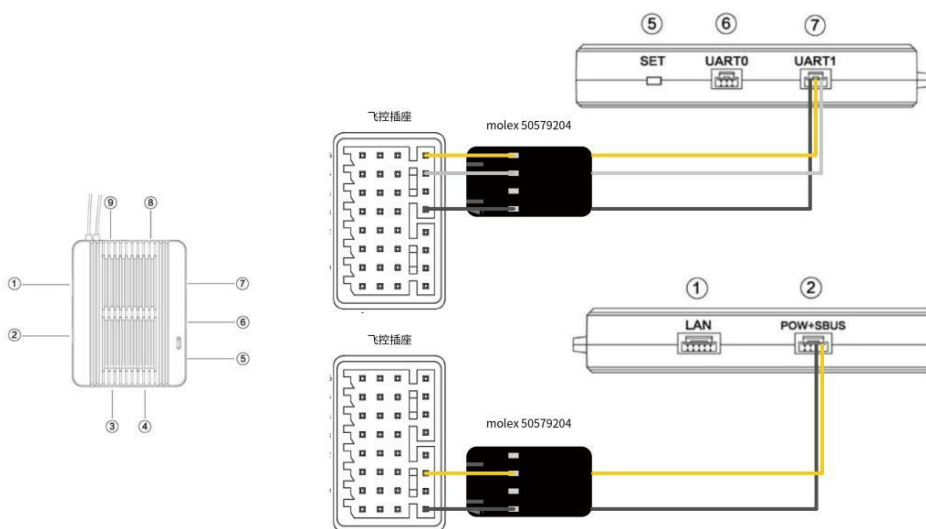 ⑤ ⑥ ⑦
SET UART0 UART1
飞控插座
molex 50579204
⑨ ⑧
① ⑦
② ⑥
⑤
③ ④
① ②
LAN POW+SBUS
飞控插座
molex 50579204